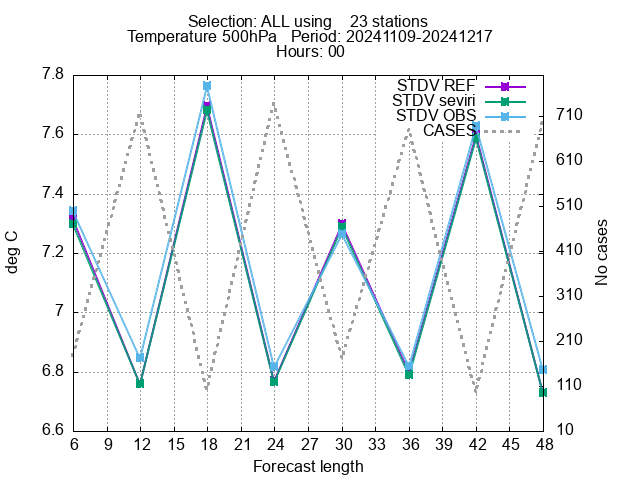 Selection: ALL using    23 stations
Temperature 500hPa   Period: 20241109-20241217
Hours: 00
STDV REF
STDV seviri
STDV OBS
CASES
7.8
7.6
7.4
7.2
7
6.8
6.6
deg C
710
610
510
410
310
210
110
10
No cases
6 9 12 15 18 21 24 27 30 33 36 39 42 45 48
Forecast length